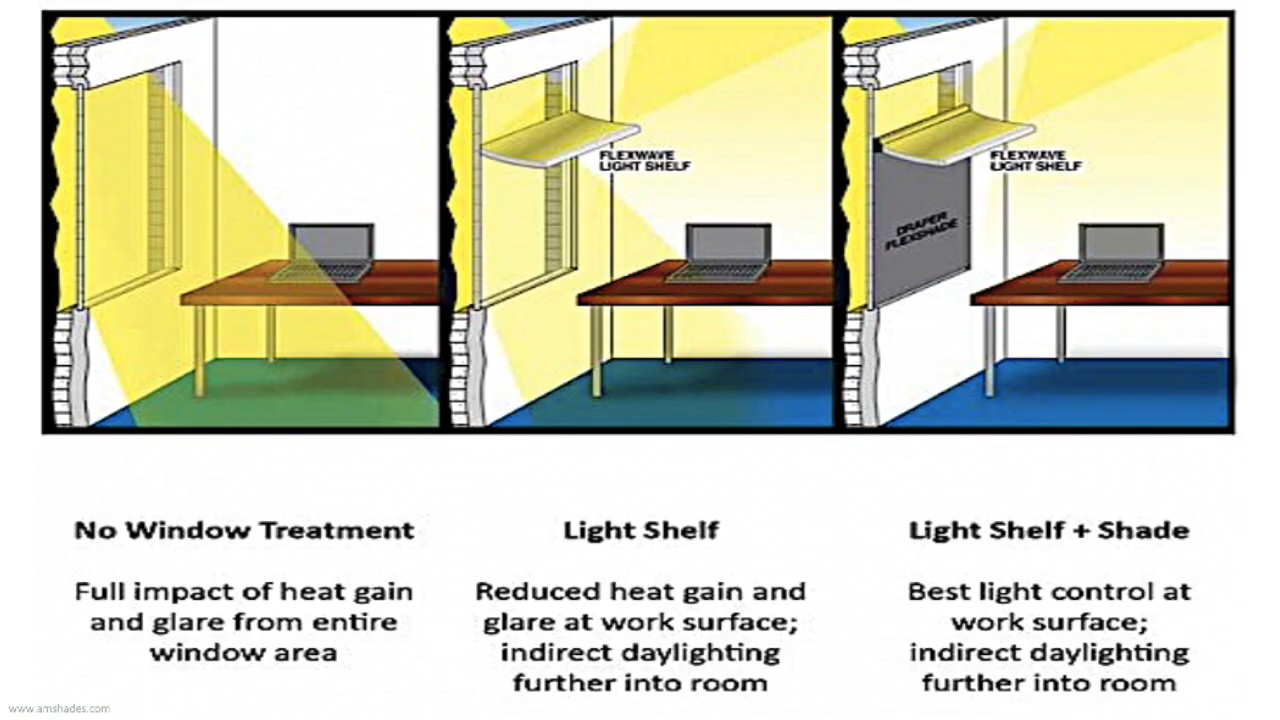 FLEXWAVE
LIGHT SHELF
FLEXWAVE
LIGHT SHELF
DRAPER
FLEXSHADE
No Window Treatment
Full impact of heat gain
and glare from entire
window area
Light Shelf
Reduced heat gain and
glare at work surface;
indirect daylighting
further into room
Light Shelf + Shade
Best light control at
work surface;
indirect daylighting
further into room
www.amshades.com